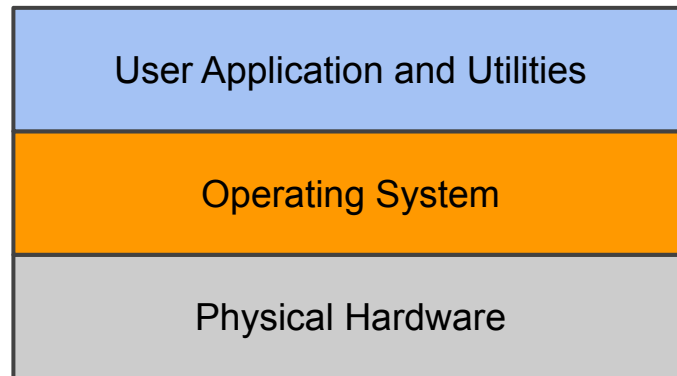 User Application and Utilities
Operating System
Physical Hardware